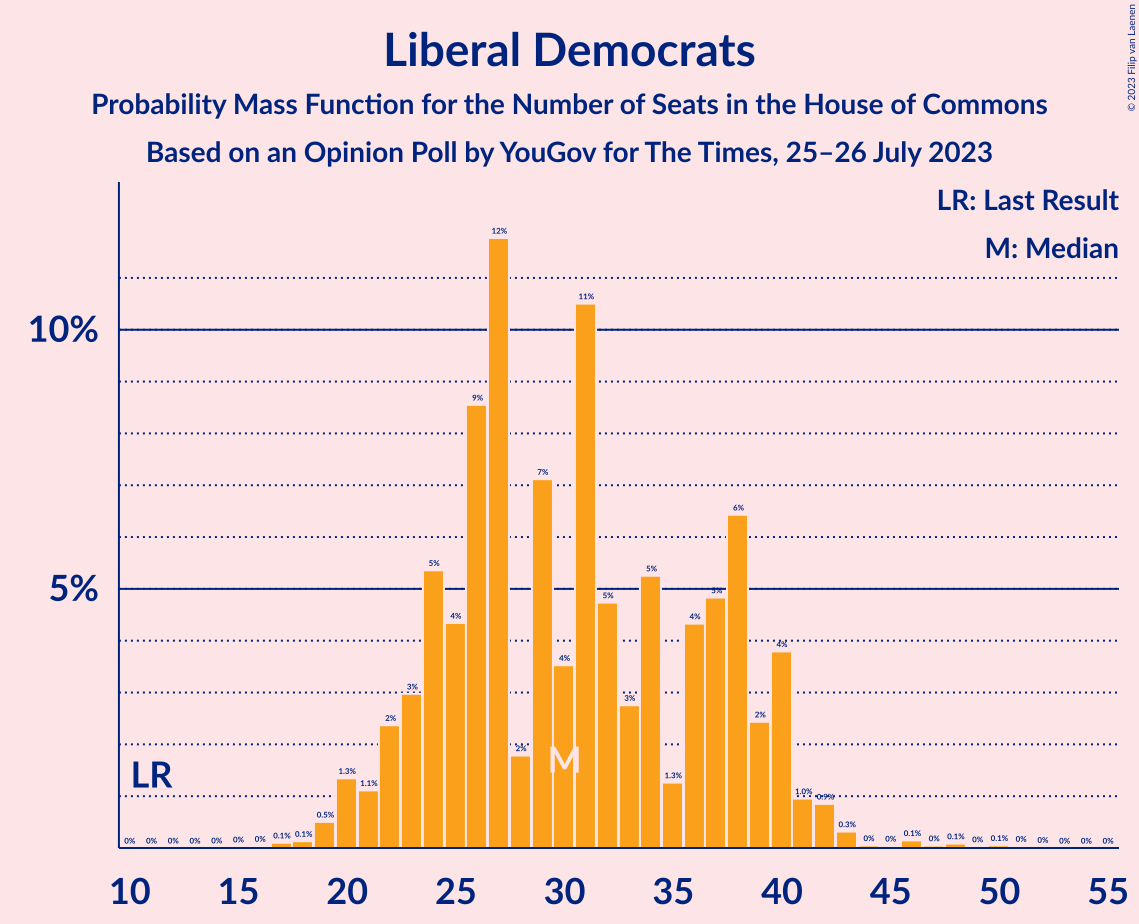 © 2023 Filip van Laenen
Liberal Democrats
Probability Mass Function for the Number of Seats in the House of Commons
Based on an Opinion Poll by YouGov for The Times, 25–26 July 2023
LR: Last Result
M: Median
10%
5%
LR
M
0% 0% 0% 0% 0% 0% 0% 0.1% 0.1% 0.5% 1.3% 1.1% 2% 3% 5% 4% 9% 12% 2% 7% 4% 11% 5% 3% 5% 1.3% 4% 5% 6% 2% 4% 1.0% 0.9% 0.3% 0% 0% 0.1% 0% 0.1% 0% 0.1% 0% 0% 0% 0% 0%
10 15 20 25 30 35 40 45 50 55